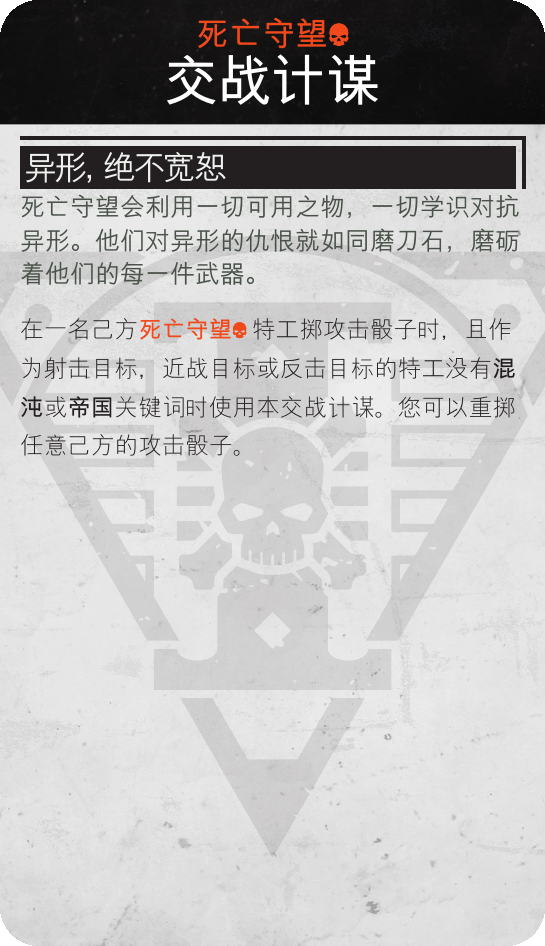 死亡守望
交战计谋
异形, 绝不宽恕
死亡守望会利用一切可用之物，一切学识对抗
异形。他们对异形的仇恨就如同磨刀石，磨砺
着他们的每一件武器。
在一名己方死亡守望 特工掷攻击骰子时，且作
为射击目标，近战目标或反击目标的特工没有混
沌或帝国关键词时使用本交战计谋。您可以重掷
任意己方的攻击骰子。